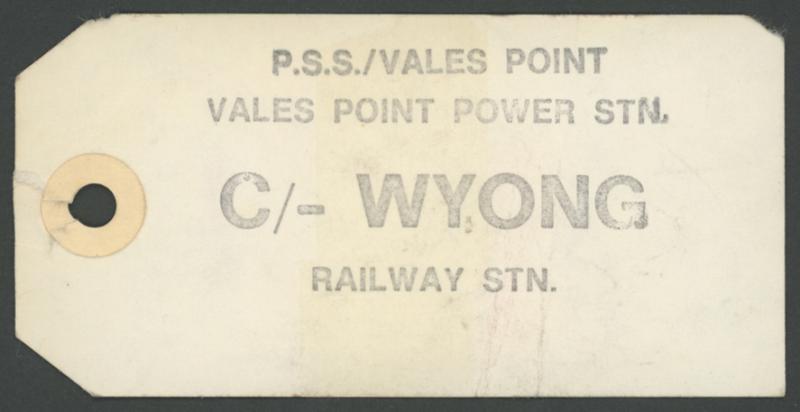 P.S.S./VALES POINT
VALES POINT POWER STN.
C/- WYONG
RAILWAY STN.